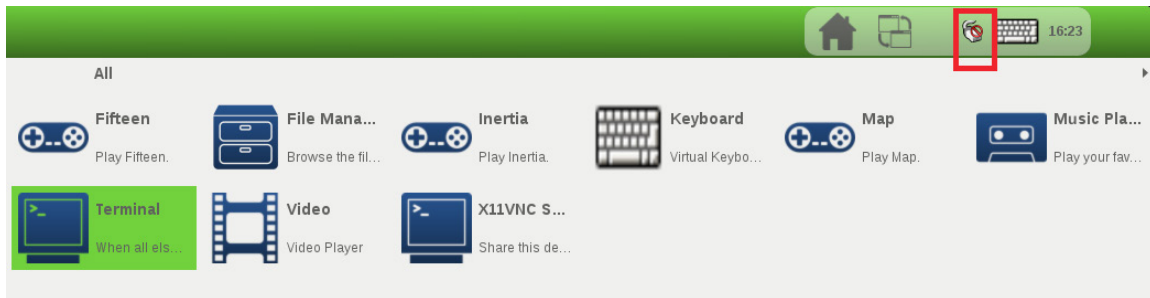 16:23
All
Fifteen
Play Fifteen.
File Mana...
Browse the fil...
Inertia
Play Inertia.
Keyboard
Virtual Keybo...
Map
Play Map.
Music Pla...
Play your fav...
Terminal
When all els...
Video
Video Player
X11VNC S...
Share this de...